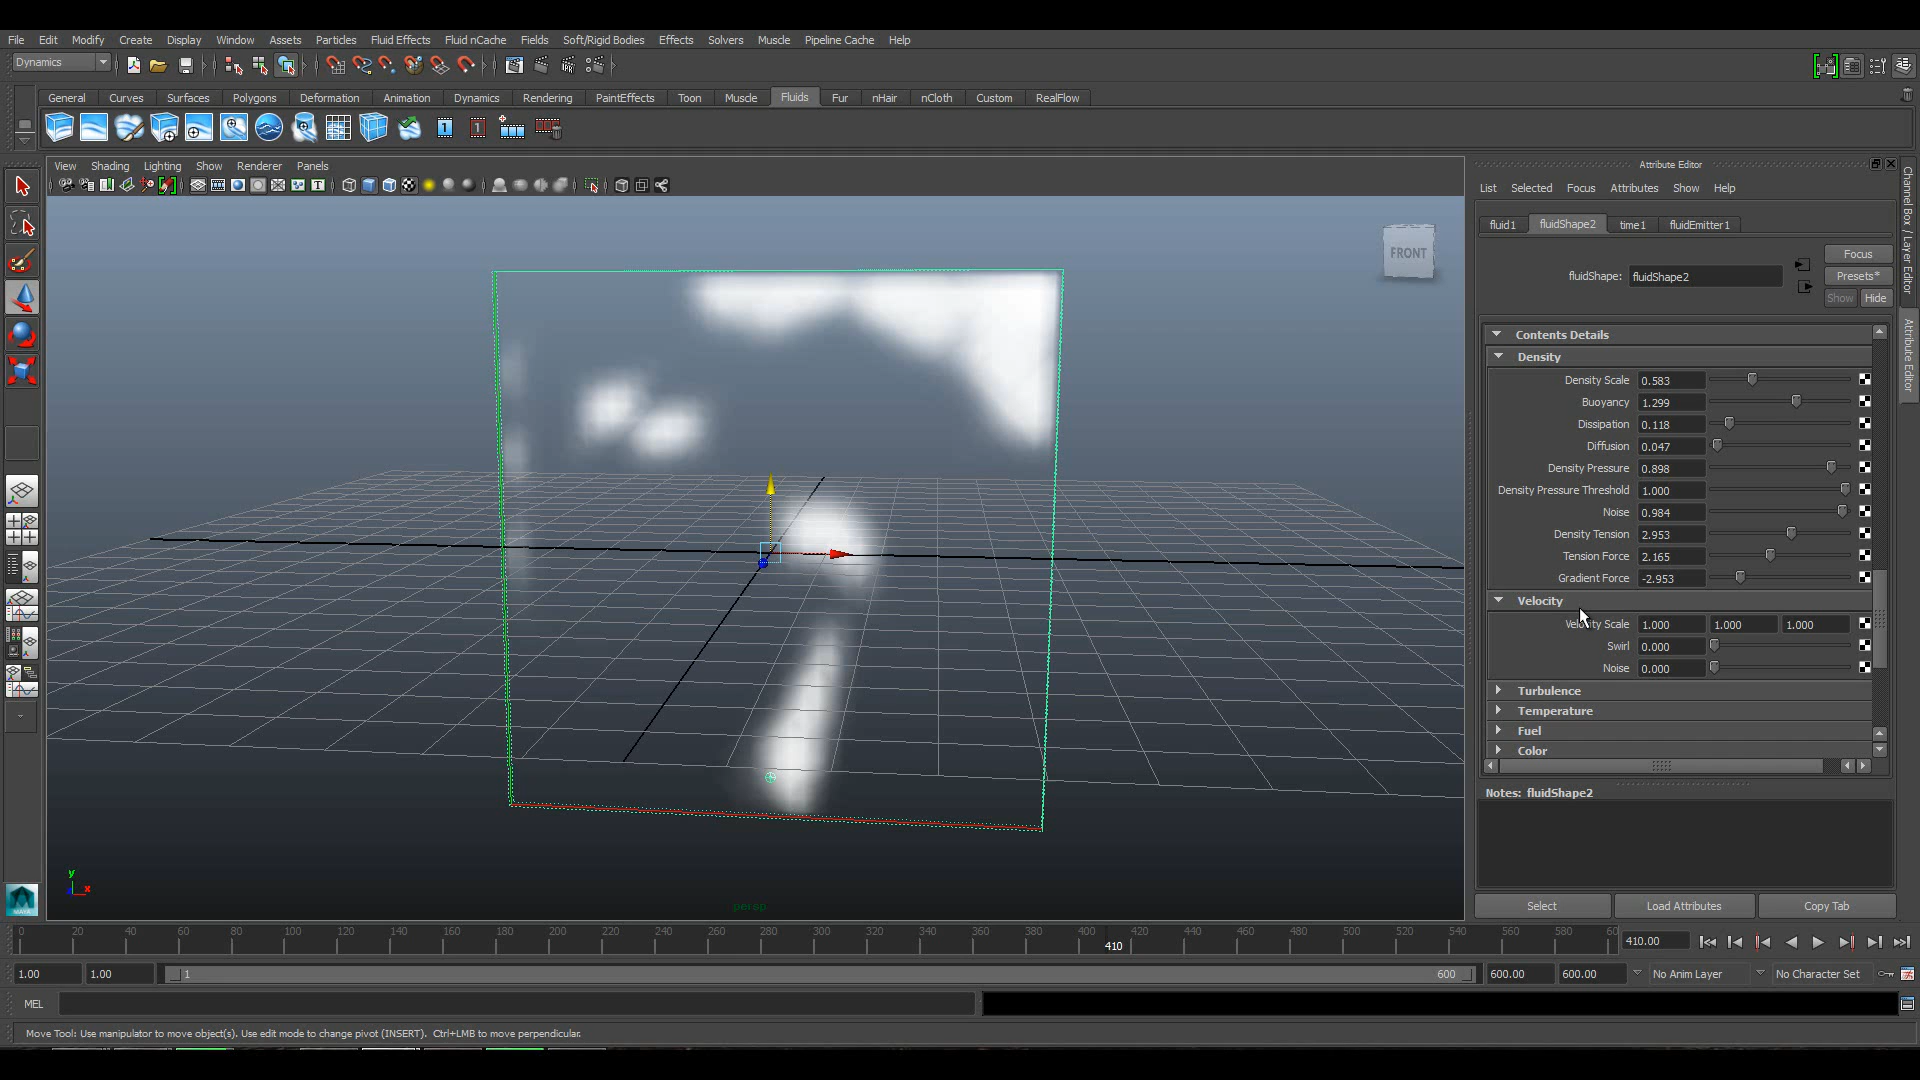 File Edit Modify Create Display Window Assets Particles Fluid Effects Fluid nCache Fields Soft/Rigid Bodies Effects Solvers Muscle Pipeline Cache Help
Dynamics
General Curves Surfaces Polygons Deformation Animation Dynamics Rendering PaintEffects Toon Muscle Fluids Fur nHair nCloth Custom RealFlow
View Shading Lighting Show Renderer Panels
FRONT
y
x
persp
Attribute Editor
List Selected Focus Attributes Show Help
fluid1 fluidShape2 time1 fluidEmitter1
Focus
fluidShape: fluidShape2 Presets*
Show Hide
Contents Details
Density
Density Scale 0.583
Buoyancy 1.299
Dissipation 0.118
Diffusion 0.047
Density Pressure 0.898
Density Pressure Threshold 1.000
Noise 0.984
Density Tension 2.953
Tension Force 2.165
Gradient Force -2.953
Velocity
Velocity Scale 1.000 1.000 1.000
Swirl 0.000
Noise 0.000
Turbulence
Temperature
Fuel
Color
Notes: fluidShape2
Select Load Attributes Copy Tab
Channel Box / Layer Editor
Attribute Editor
0 20 40 60 80 100 120 140 160 180 200 220 240 260 280 300 320 340 360 380 400 420 440 460 480 500 520 540 560 580 60
410
410.00
1.00 1.00 1 600 600.00 600.00 No Anim Layer No Character Set
MEL
Move Tool: Use manipulator to move object(s). Use edit mode to change pivot (INSERT). Ctrl+LMB to move perpendicular.